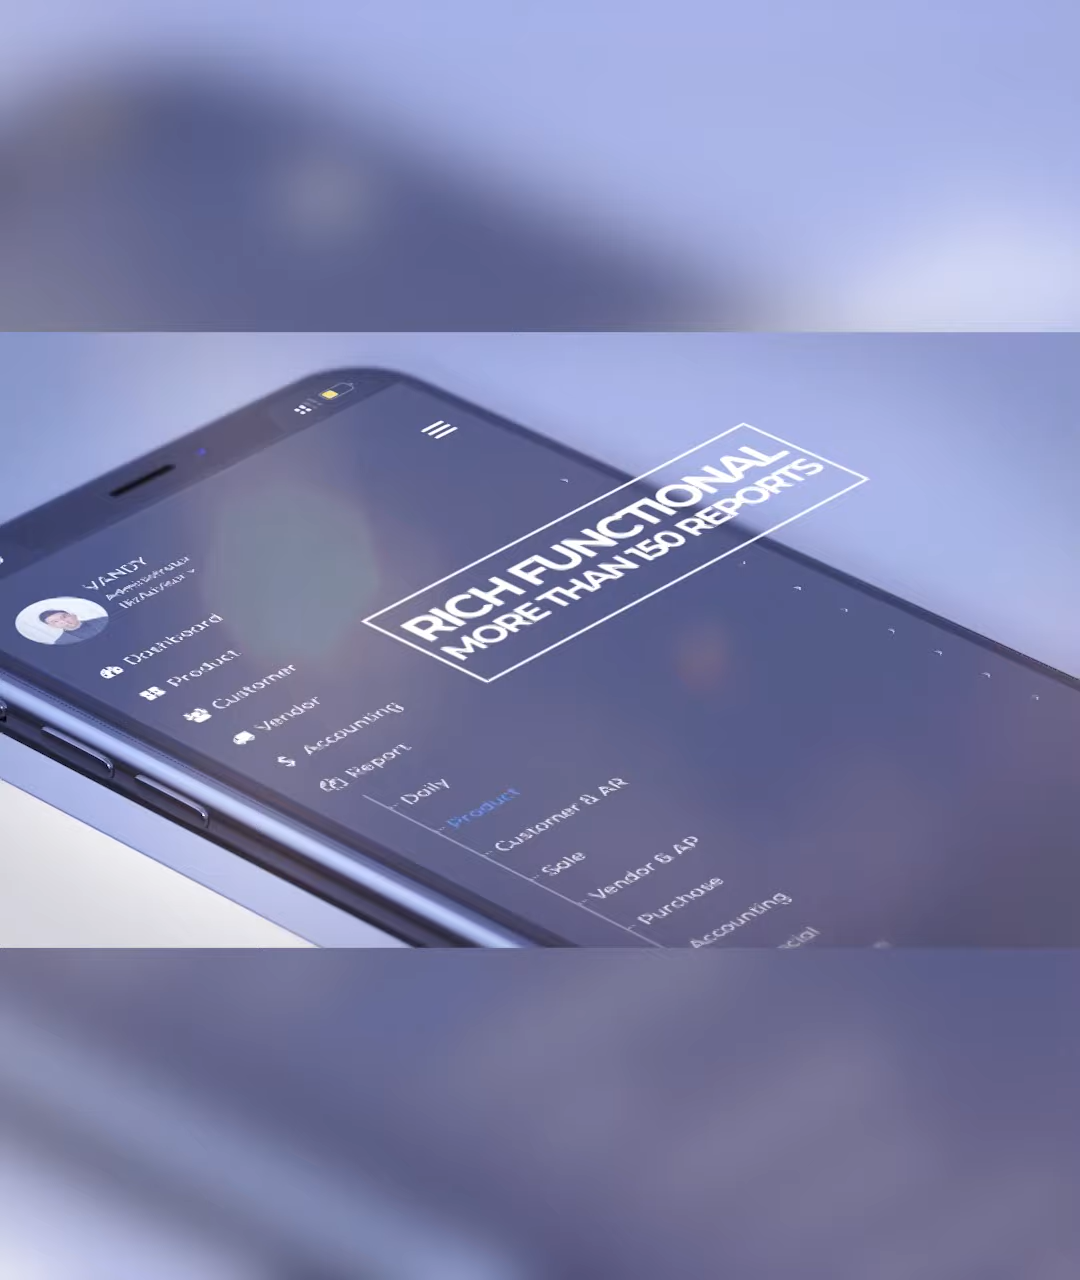 RICH FUNCTIONAL
MORE THAN 150 REPORTS
VANDY
Dashboard
Product
Customer
Vendor
$ Accounting
Report
Daily
Product
Customer & AR
Sale
Vendor & AP
Purchase
Accounting